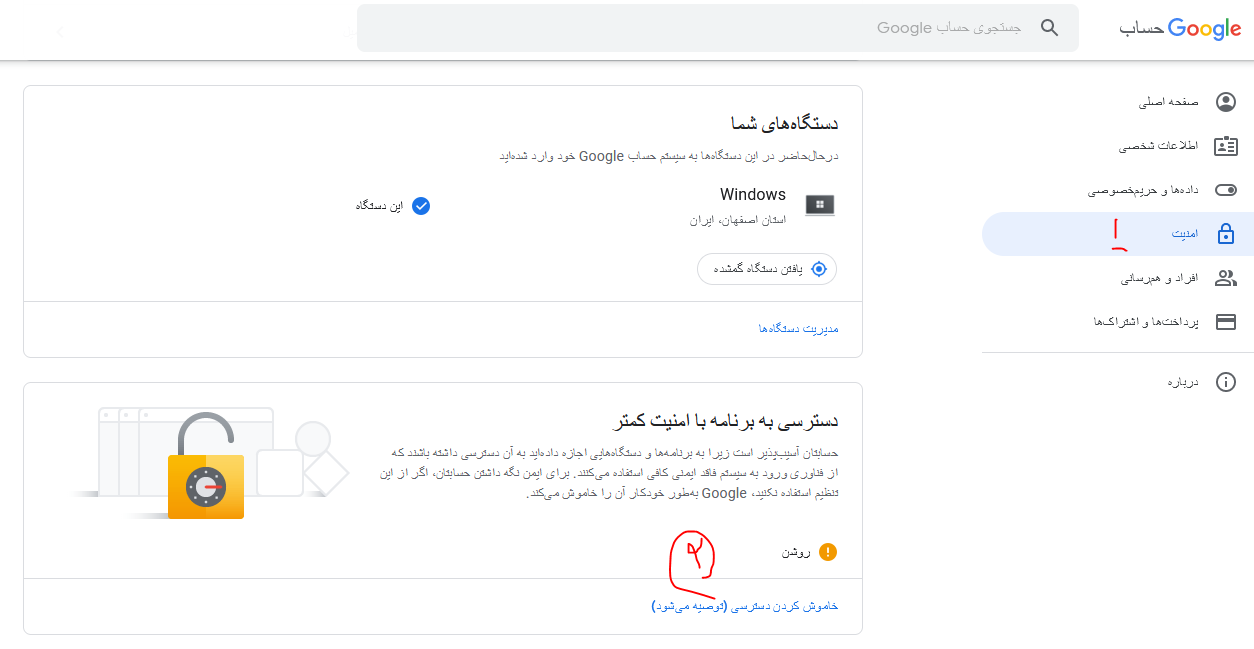 Google حساب
جستجوی حساب Google
صفحه اصلی
اطلاعات شخصی
داده‌ها و حریم‌خصوصی
امنیت
۱
افراد و هم‌رسانی
پرداخت‌ها و اشتراک‌ها
درباره
دستگاه‌های شما
درحال‌حاضر در این دستگاه‌ها به سیستم حساب Google خود وارد شده‌اید
Windows
استان اصفهان، ایران
این دستگاه
یافتن دستگاه گمشده
مدیریت دستگاه‌ها
دسترسی به برنامه با امنیت کمتر
حسابتان آسیب‌پذیر است زیرا به برنامه‌ها و دستگاه‌هایی اجازه داده‌اید به آن دسترسی داشته باشند که
از فناوری ورود به سیستم فاقد ایمنی کافی استفاده می‌کنند. برای ایمن نگه داشتن حسابتان، اگر از این
تنظیم استفاده نکنید، Google به‌طور خودکار آن را خاموش می‌کند.
روشن
خاموش کردن دسترسی (توصیه می‌شود)